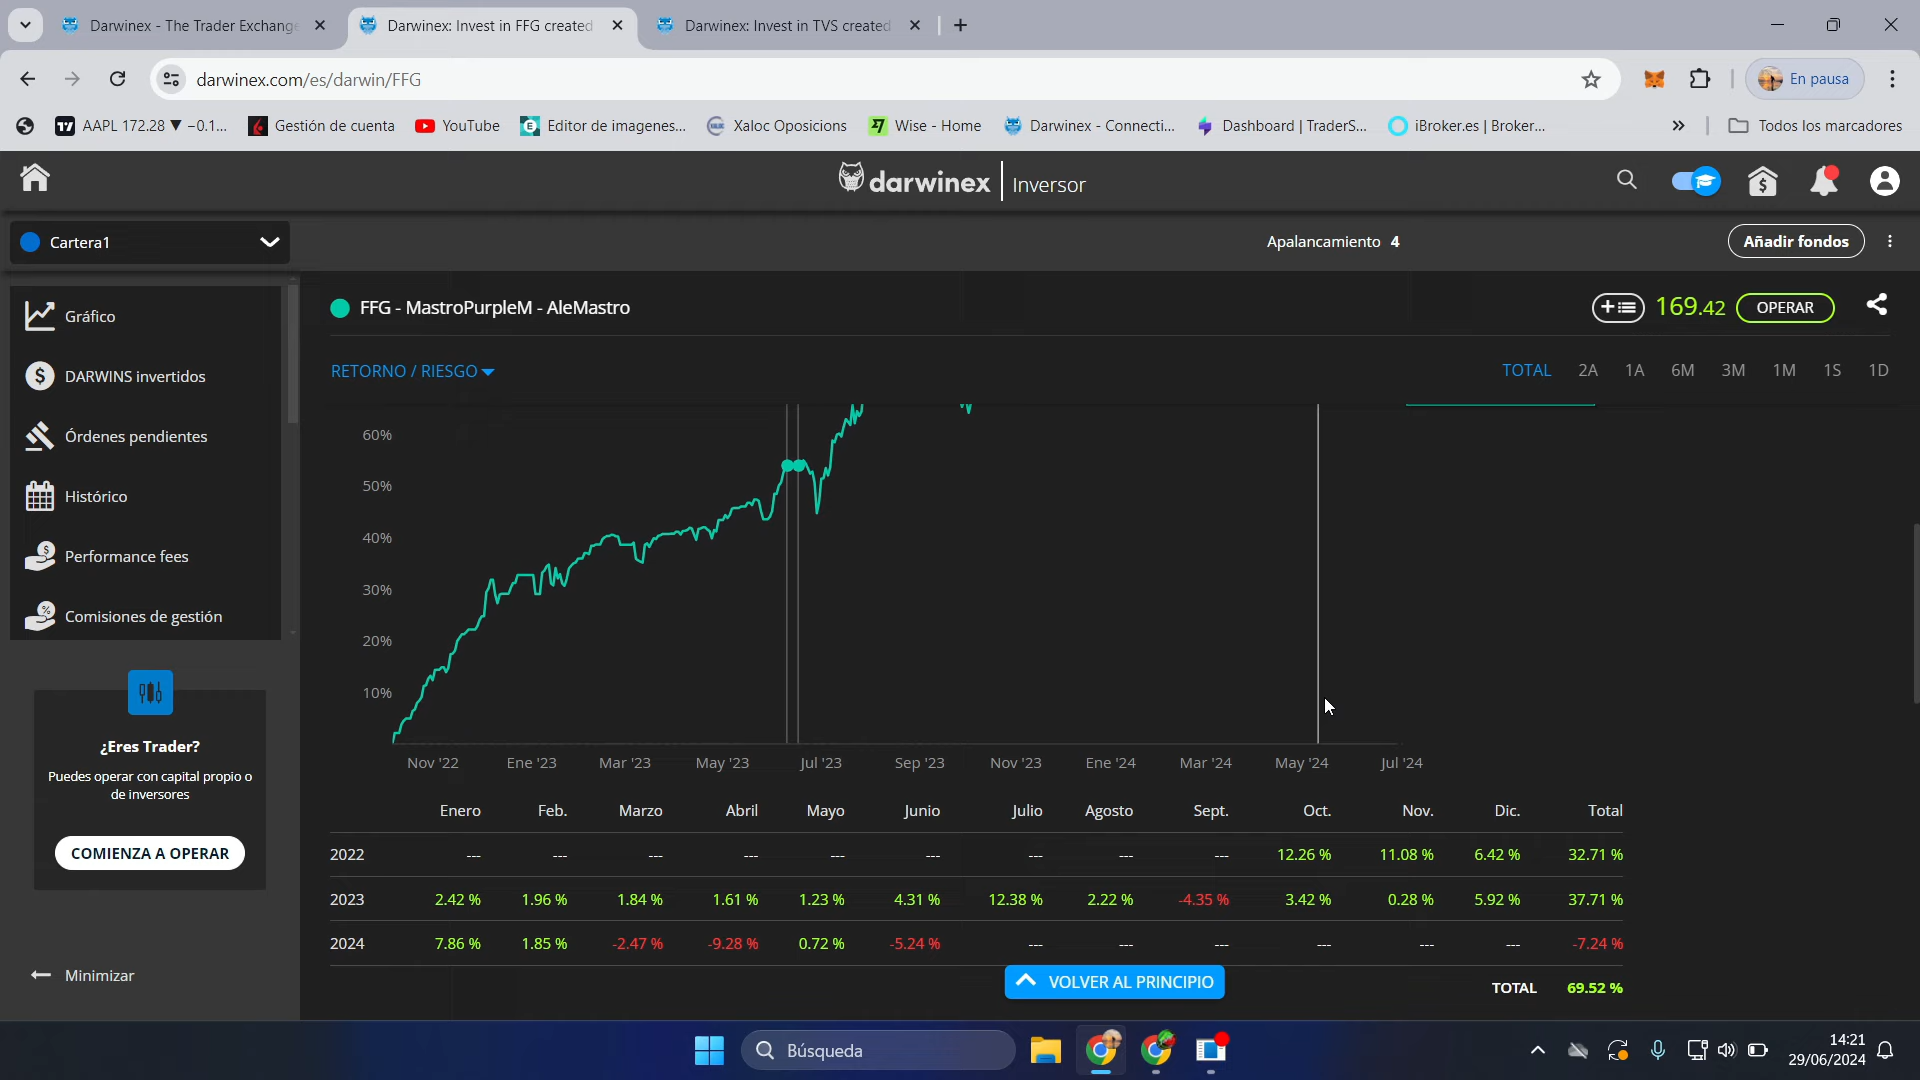 Darwinex - The Trader Exchange
Darwinex: Invest in FFG created
Darwinex: Invest in TVS created
darwinex.com/es/darwin/FFG
En pausa
AAPL 172.28 ▼ −0.1...
Gestión de cuenta
YouTube
Editor de imagenes...
Xaloc Oposicions
Wise - Home
Darwinex - Connecti...
Dashboard | TraderS...
iBroker.es | Broker...
Todos los marcadores
darwinex | Inversor
Cartera1
Apalancamiento 4
Añadir fondos
Gráfico
DARWINS invertidos
Órdenes pendientes
Histórico
Performance fees
Comisiones de gestión
¿Eres Trader?
Puedes operar con capital propio o
de inversores
COMIENZA A OPERAR
Minimizar
FFG - MastroPurpleM - AleMastro
169.42 OPERAR
RETORNO / RIESGO
TOTAL 2A 1A 6M 3M 1M 1S 1D
60%
50%
40%
30%
20%
10%
Nov '22 Ene '23 Mar '23 May '23 Jul '23 Sep '23 Nov '23 Ene '24 Mar '24 May '24 Jul '24
Enero Feb. Marzo Abril Mayo Junio Julio Agosto Sept. Oct. Nov. Dic. Total
2022 --- --- --- --- --- --- --- --- --- 12.26 % 11.08 % 6.42 % 32.71 %
2023 2.42 % 1.96 % 1.84 % 1.61 % 1.23 % 4.31 % 12.38 % 2.22 % -4.35 % 3.42 % 0.28 % 5.92 % 37.71 %
2024 7.86 % 1.85 % -2.47 % -9.28 % 0.72 % -5.24 % --- --- --- --- --- --- -7.24 %
VOLVER AL PRINCIPIO
TOTAL 69.52 %
Búsqueda
14:21
29/06/2024